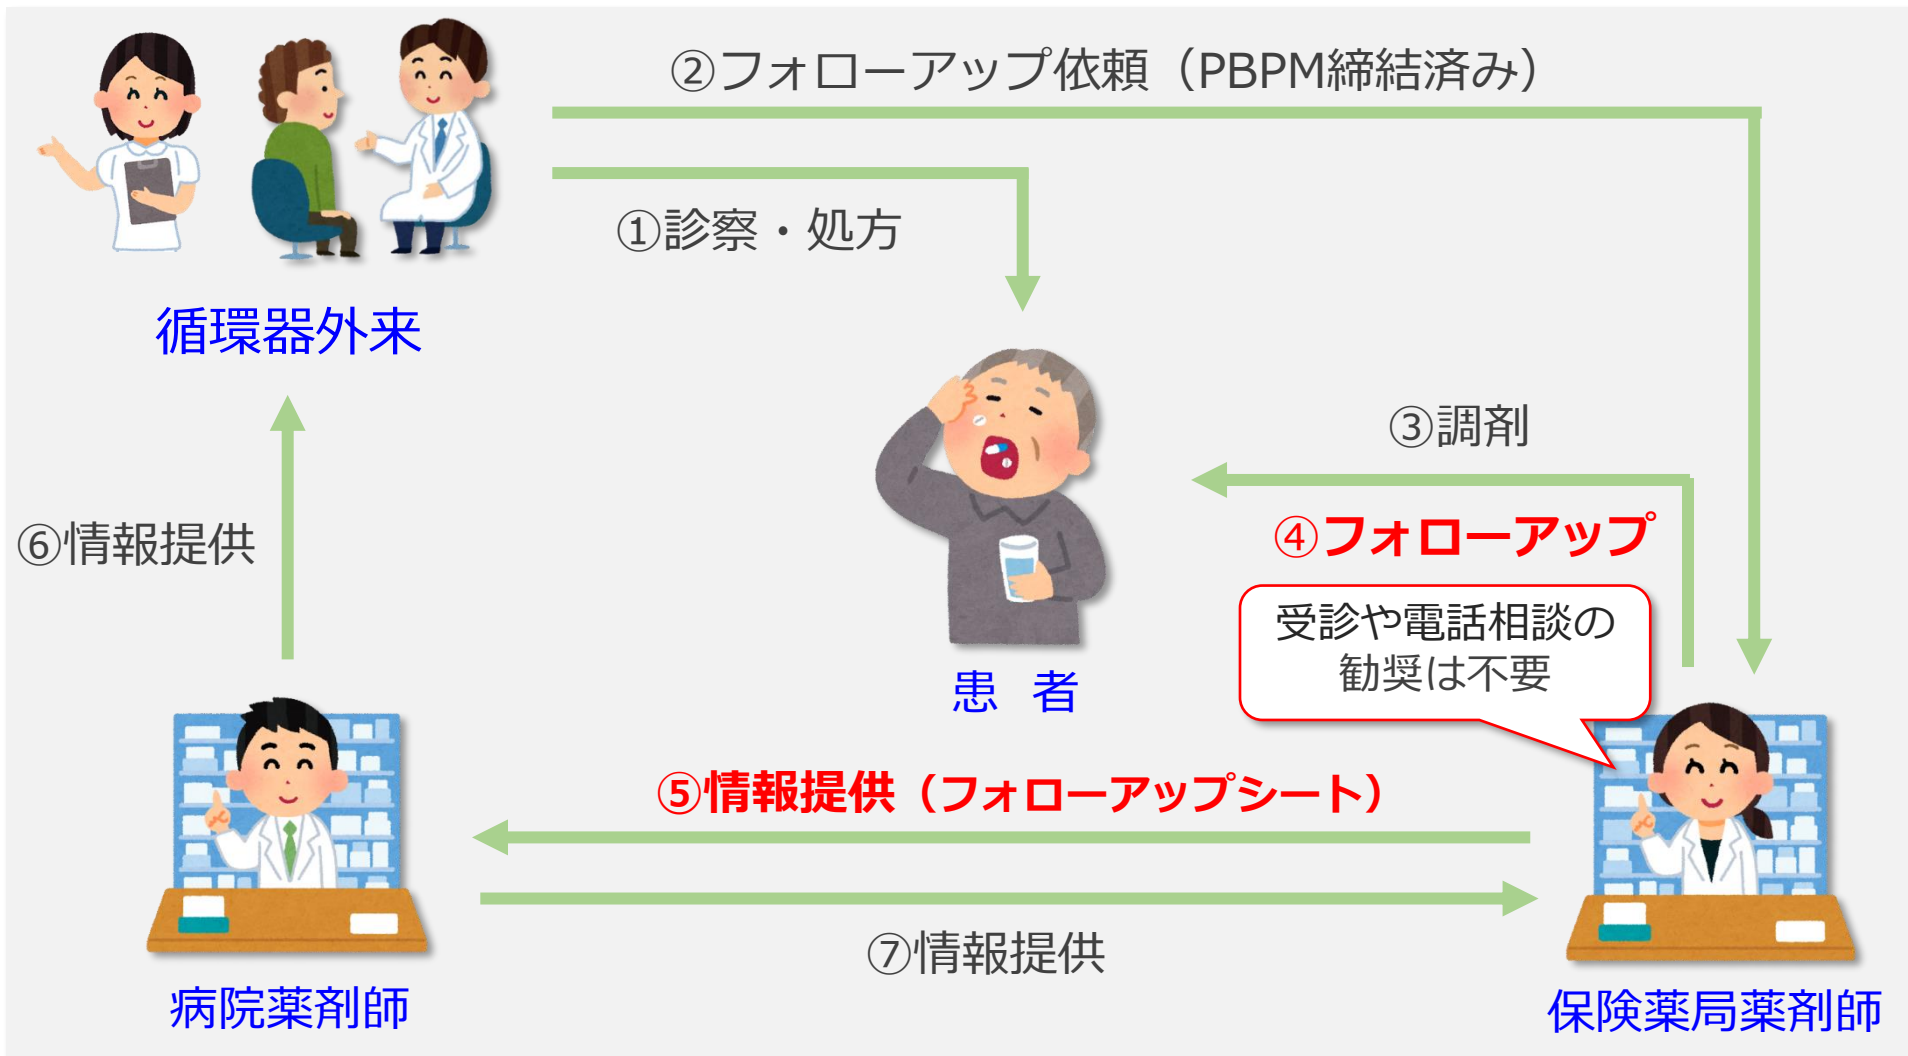 ②フォローアップ依頼（PBPM締結済み）
①診察・処方
循環器外来
③調剤
④フォローアップ
⑥情報提供
受診や電話相談の
勧奨は不要
患 者
⑤情報提供（フォローアップシート）
⑦情報提供
病院薬剤師
保険薬局薬剤師